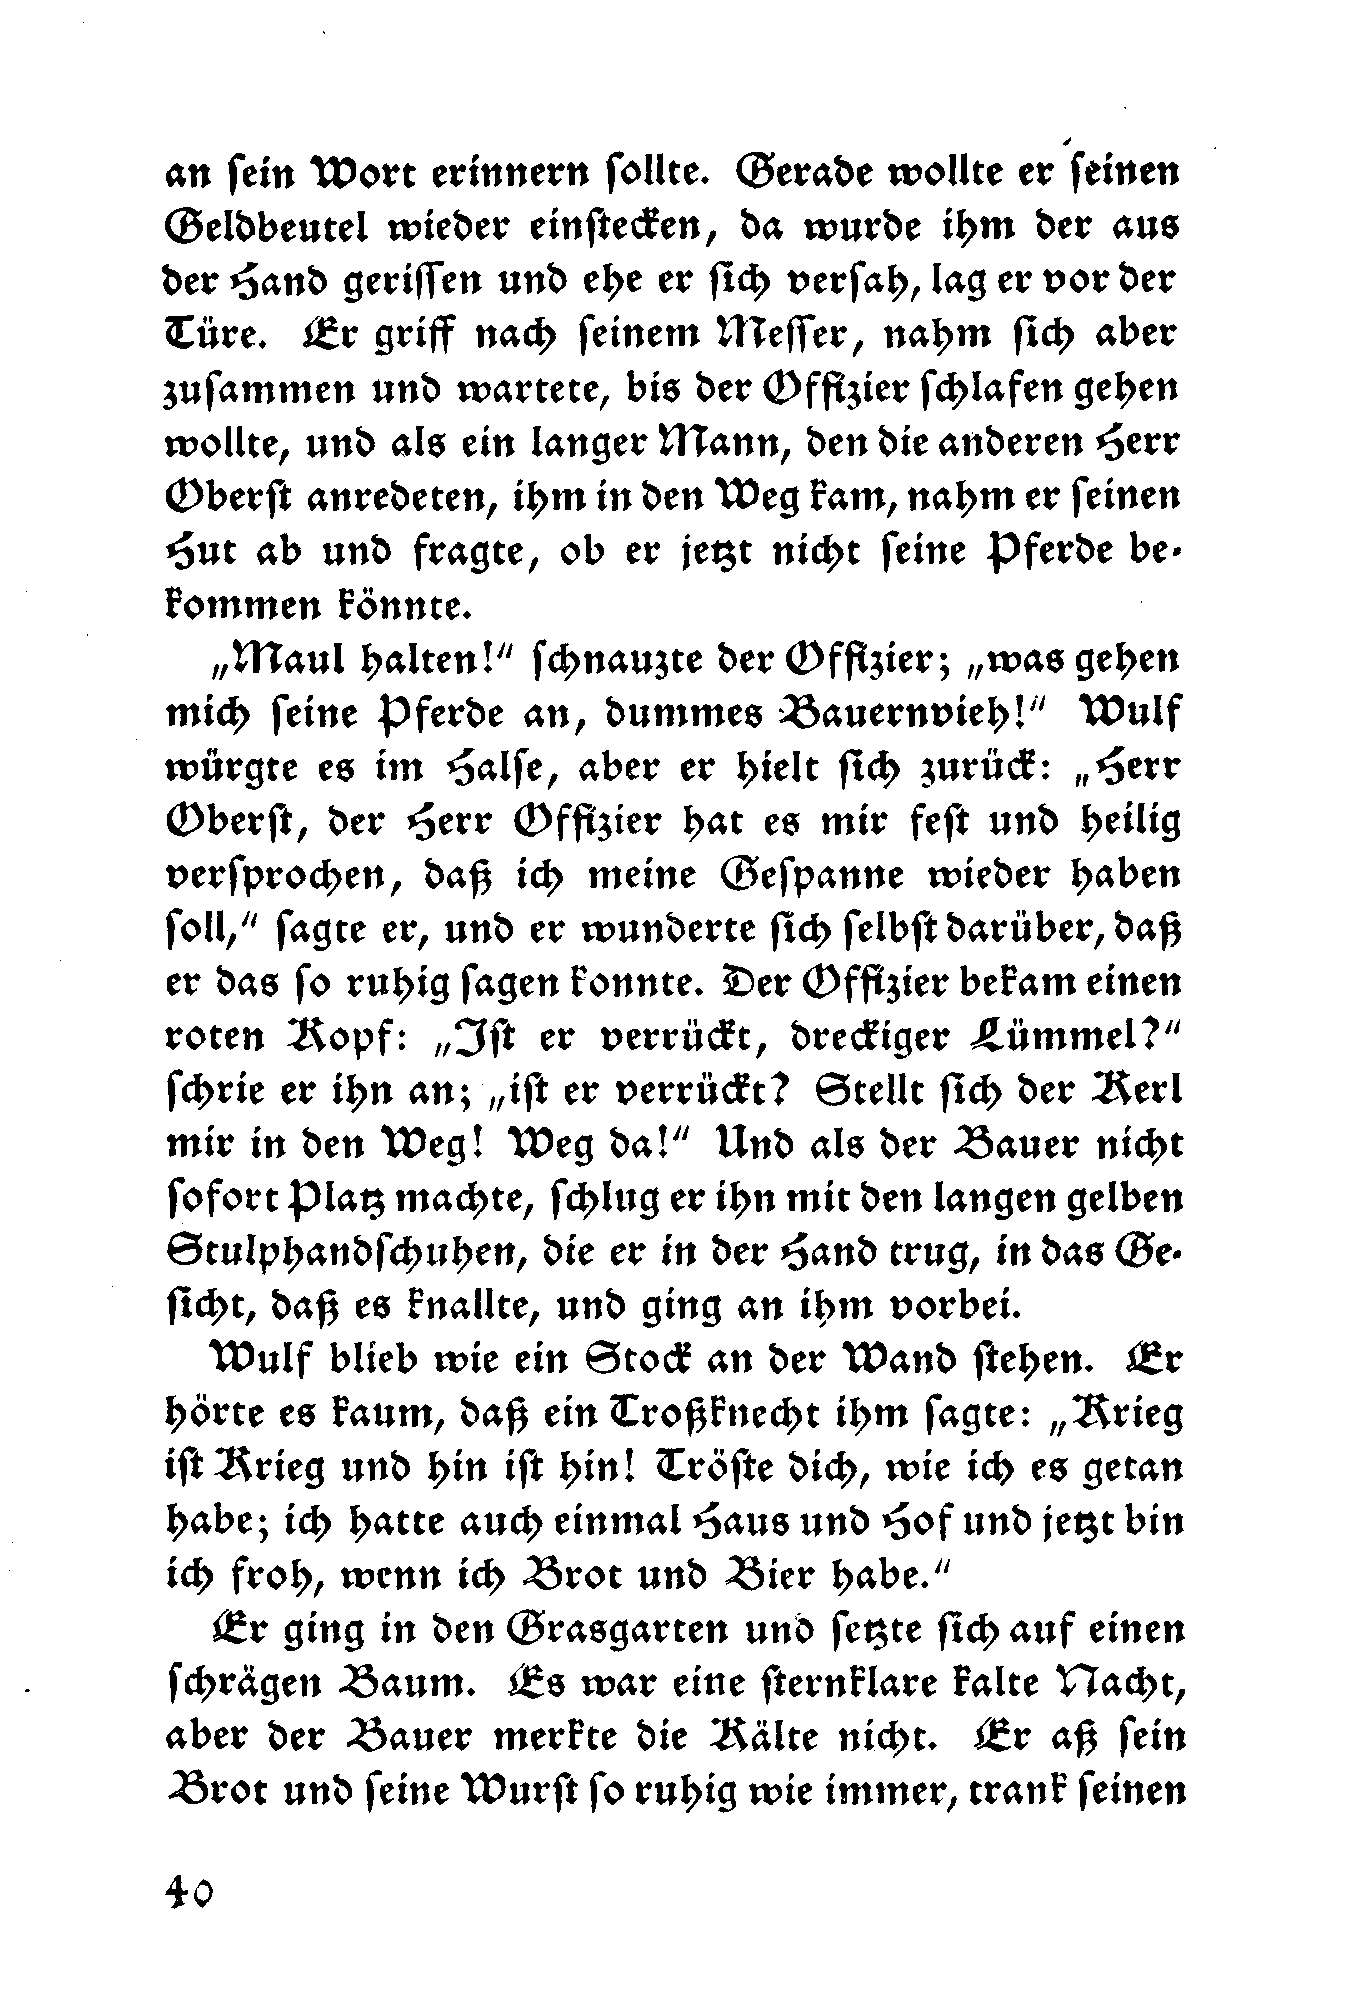 an sein Wort erinnern sollte. Gerade wollte er seinen
Geldbeutel wieder einstecken, da wurde ihm der aus
der Hand gerissen und ehe er sich versah, lag er vor der
Türe. Er griff nach seinem Messer, nahm sich aber
zusammen und wartete, bis der Offizier schlafen gehen
wollte, und als ein langer Mann, den die anderen Herr
Oberst anredeten, ihm in den Weg kam, nahm er seinen
Hut ab und fragte, ob er jetzt nicht seine Pferde be-
kommen könnte.
„Maul halten!“ schnauzte der Offizier; „was gehen
mich seine Pferde an, dummes Bauernvieh!“ Wulf
würgte es im Halse, aber er hielt sich zurück: „Herr
Oberst, der Herr Offizier hat es mir fest und heilig
versprochen, daß ich meine Gespanne wieder haben
soll,“ sagte er, und er wunderte sich selbst darüber, daß
er das so ruhig sagen konnte. Der Offizier bekam einen
roten Kopf: „Ist er verrückt, dreckiger Lümmel?“
schrie er ihn an; „ist er verrückt? Stellt sich der Kerl
mir in den Weg! Weg da!“ Und als der Bauer nicht
sofort Platz machte, schlug er ihn mit den langen gelben
Stulphandschuhen, die er in der Hand trug, in das Ge-
sicht, daß es knallte, und ging an ihm vorbei.
Wulf blieb wie ein Stock an der Wand stehen. Er
hörte es kaum, daß ein Troßknecht ihm sagte: „Krieg
ist Krieg und hin ist hin! Tröste dich, wie ich es getan
habe; ich hatte auch einmal Haus und Hof und jetzt bin
ich froh, wenn ich Brot und Bier habe.“
Er ging in den Grasgarten und setzte sich auf einen
schrägen Baum. Es war eine sternklare kalte Nacht,
aber der Bauer merkte die Kälte nicht. Er aß sein
Brot und seine Wurst so ruhig wie immer, trank seinen
40